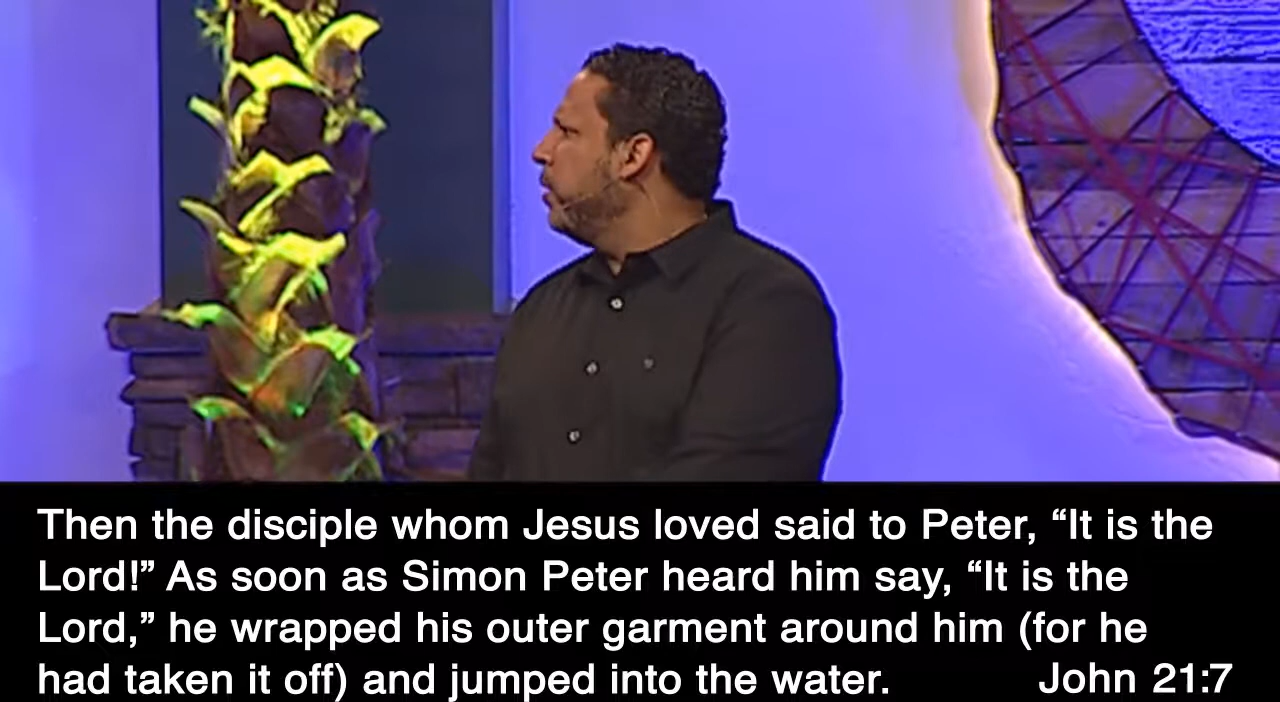 Then the disciple whom Jesus loved said to Peter, “It is the
Lord!” As soon as Simon Peter heard him say, “It is the
Lord,” he wrapped his outer garment around him (for he
had taken it off) and jumped into the water. John 21:7